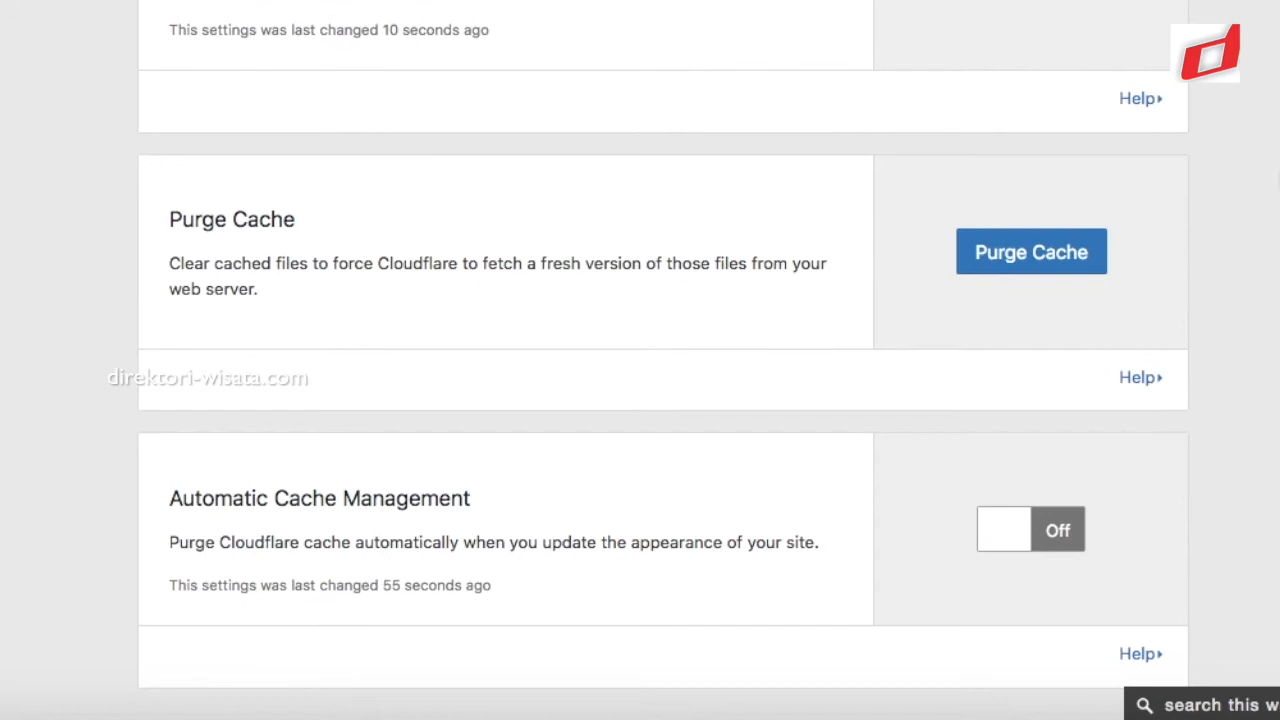 This settings was last changed 10 seconds ago
Help
Purge Cache
Clear cached files to force Cloudflare to fetch a fresh version of those files from your
web server.
Purge Cache
direktori-wisata.com
Help
Automatic Cache Management
Purge Cloudflare cache automatically when you update the appearance of your site.
This settings was last changed 55 seconds ago
Off
Help
search this w